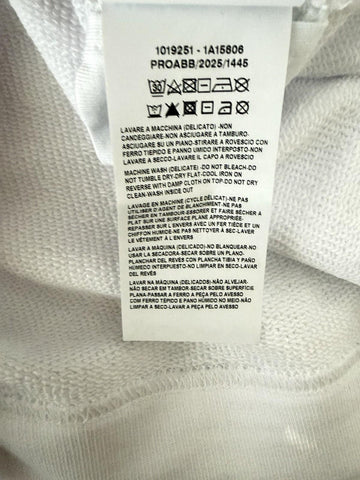 1019251 - 1A15806
PROABB/2025/1445
LAVARE A MACCHINA (DELICATO) -NON
CANDEGGIARE-NON ASCIUGARE A TAMBURO-
ASCIUGARE SU UN PIANO-STIRARE A ROVESCIO CON
FERRO TIEPIDO E PANNO UMIDO INTERPOSTO-NON
LAVARE A SECCO-LAVARE IL CAPO A ROVESCIO
MACHINE WASH (DELICATE) -DO NOT BLEACH-DO
NOT TUMBLE DRY-DRY FLAT-COOL IRON ON
REVERSE WITH DAMP CLOTH ON TOP-DO NOT DRY
CLEAN-WASH INSIDE OUT
LAVAGE EN MACHINE (CYCLE DÉLICAT) -NE PAS
UTILISER D'AGENT DE BLANCHIMENT-NE PAS
SÉCHER EN TAMBOUR-ESSORER ET FAIRE SÉCHER À
PLAT SUR UNE SURFACE PLANE APPROPRIÉE-
REPASSER SUR L'ENVERS AVEC UN FER TIÈDE ET UN
CHIFFON HUMIDE-NE PAS NETTOYER À SEC-LAVER
LE VÊTEMENT À L'ENVERS
LAVAR A MÁQUINA (DELICADO)-NO BLANQUEAR-NO
USAR LA SECADORA-SECAR SOBRE UN PLANO-
PLANCHAR DEL REVÉS CON PLANCHA TIBIA Y PAÑO
HÚMEDO INTERPUESTO-NO LIMPIAR EN SECO-LAVAR
DEL REVÉS
LAVAR NA MÁQUINA (DELICADOS)-NÃO ALVEJAR-
NÃO SECAR EM TAMBOR-SECAR SOBRE SUPERFÍCIE
PLANA-PASSAR A FERRO A PEÇA PELO AVESSO
COM FERRO TÉPIDO E PANO HÚMIDO NO MEIO-NÃO
LIMPAR EM SECO-LAVAR A PEÇA PELO AVESSO